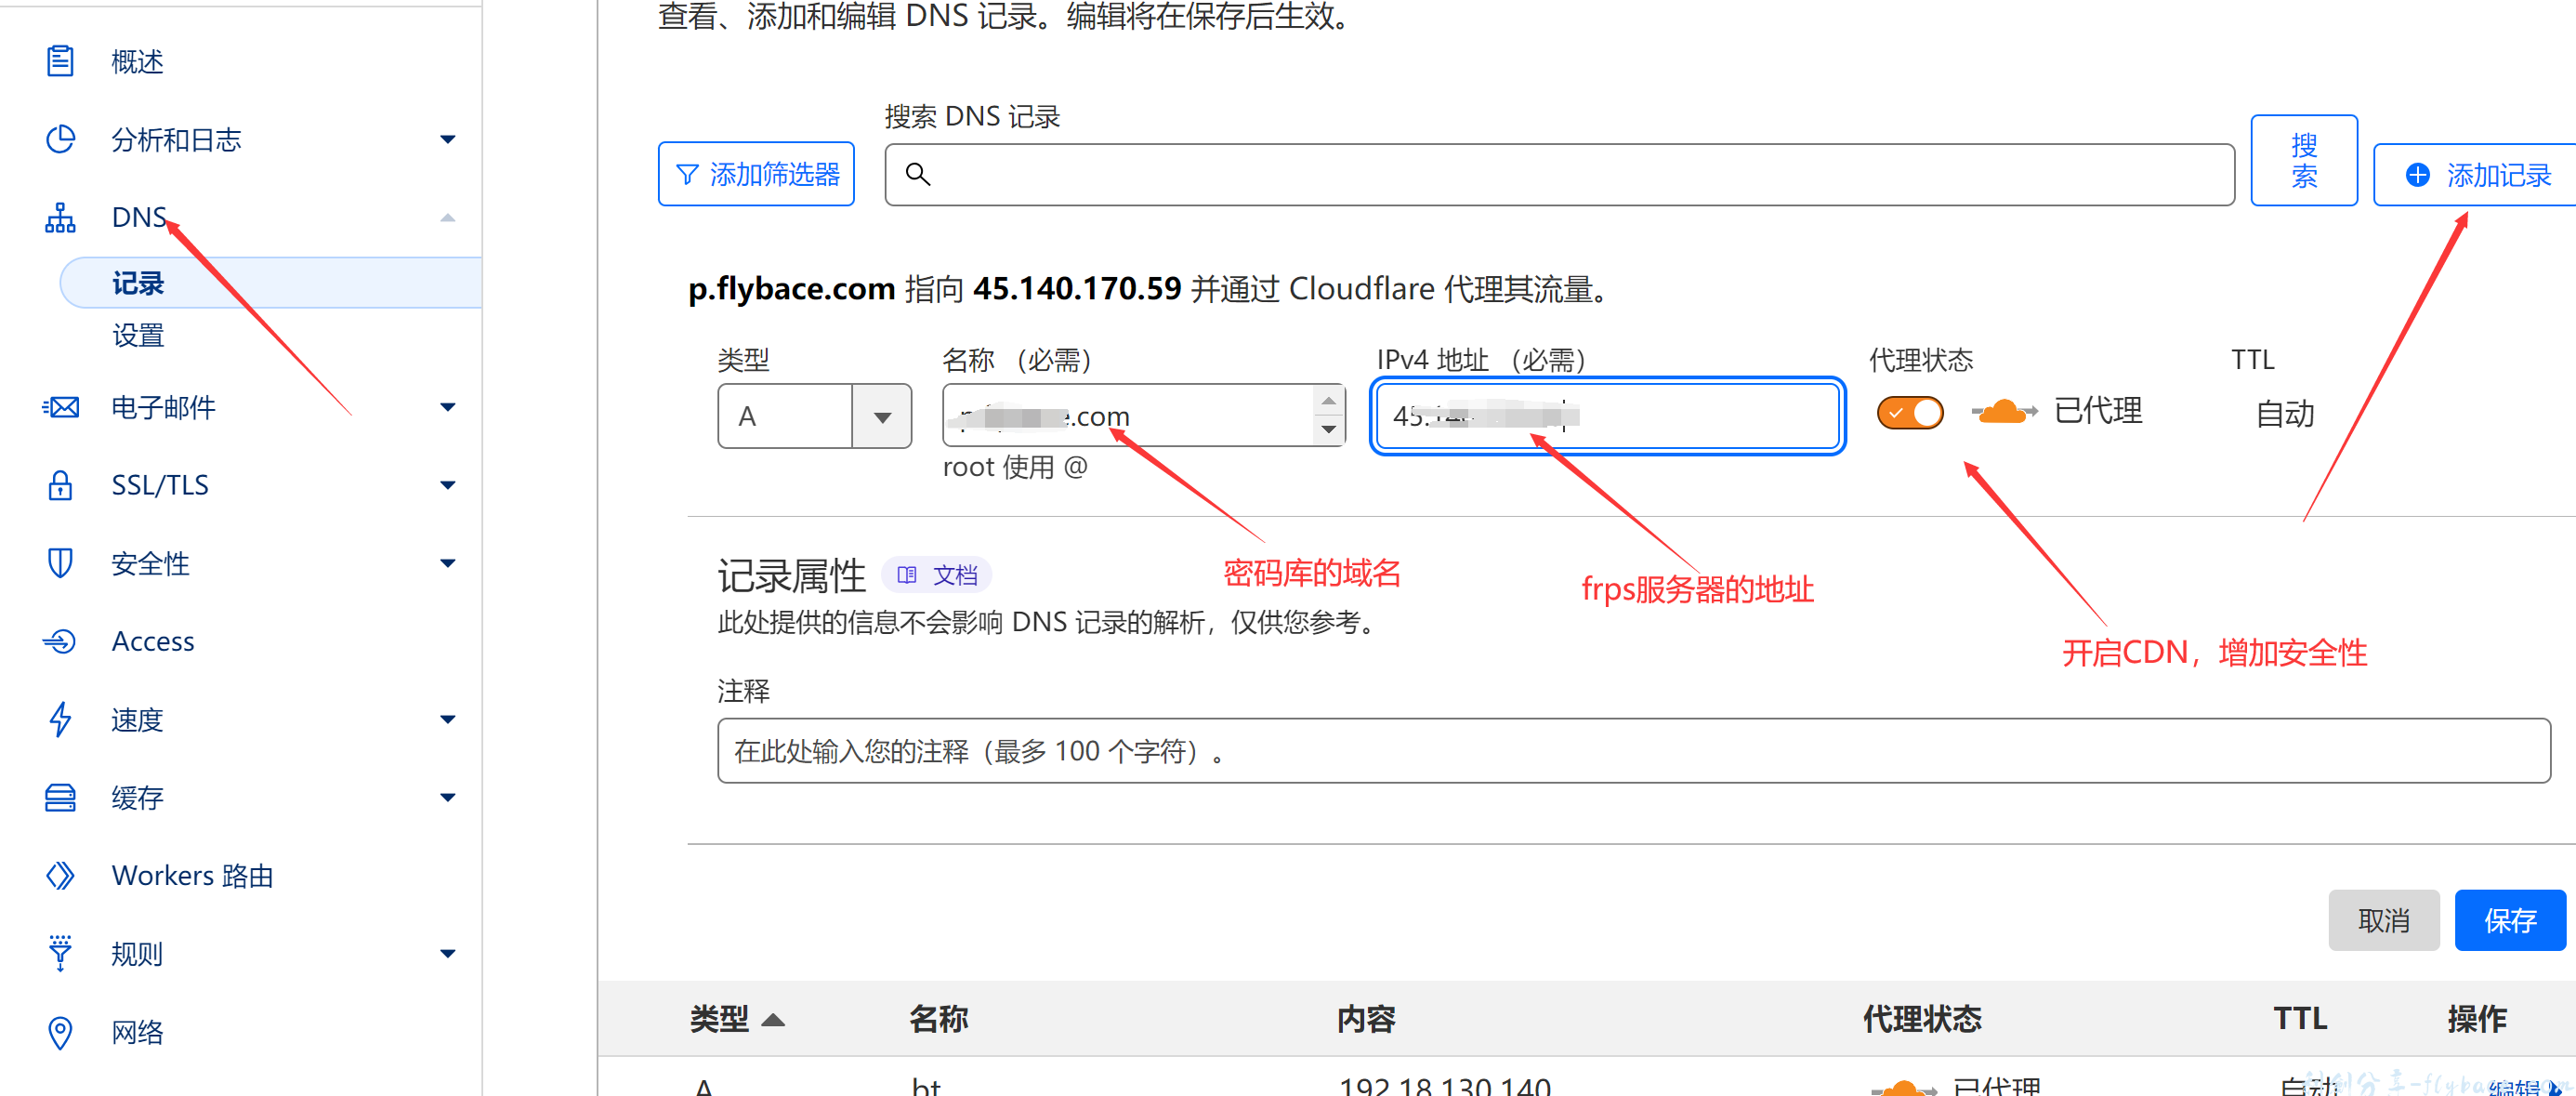 查看、添加和编辑 DNS 记录。编辑将在保存后生效。
概述
分析和日志
DNS
记录
设置
电子邮件
SSL/TLS
安全性
Access
速度
缓存
Workers 路由
规则
网络
搜索 DNS 记录
添加筛选器
搜索
添加记录
p.flybace.com 指向 45.140.170.59 并通过 Cloudflare 代理其流量。
类型
名称 （必需）
IPv4 地址 （必需）
代理状态
TTL
A
.com
45.
已代理
自动
root 使用 @
密码库的域名
frps服务器的地址
开启CDN，增加安全性
记录属性
文档
此处提供的信息不会影响 DNS 记录的解析，仅供您参考。
注释
在此处输入您的注释（最多 100 个字符）。
取消
保存
类型
名称
内容
代理状态
TTL
操作
A
bt
192.18.130.140
已代理
自动
编辑